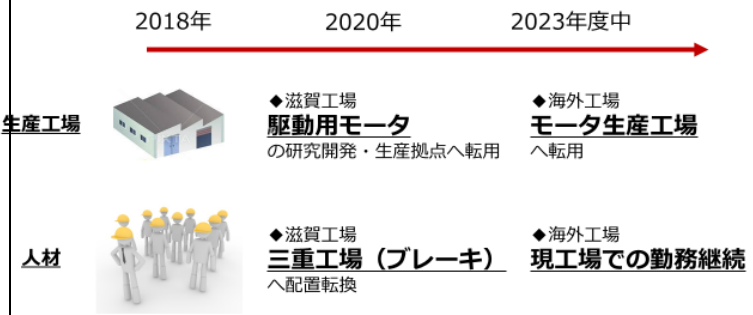 2018年 2020年 2023年度中
生産工場
◆滋賀工場
駆動用モータ
の研究開発・生産拠点へ転用
◆海外工場
モータ生産工場
へ転用
人材
◆滋賀工場
三重工場（ブレーキ）
へ配置転換
◆海外工場
現工場での勤務継続